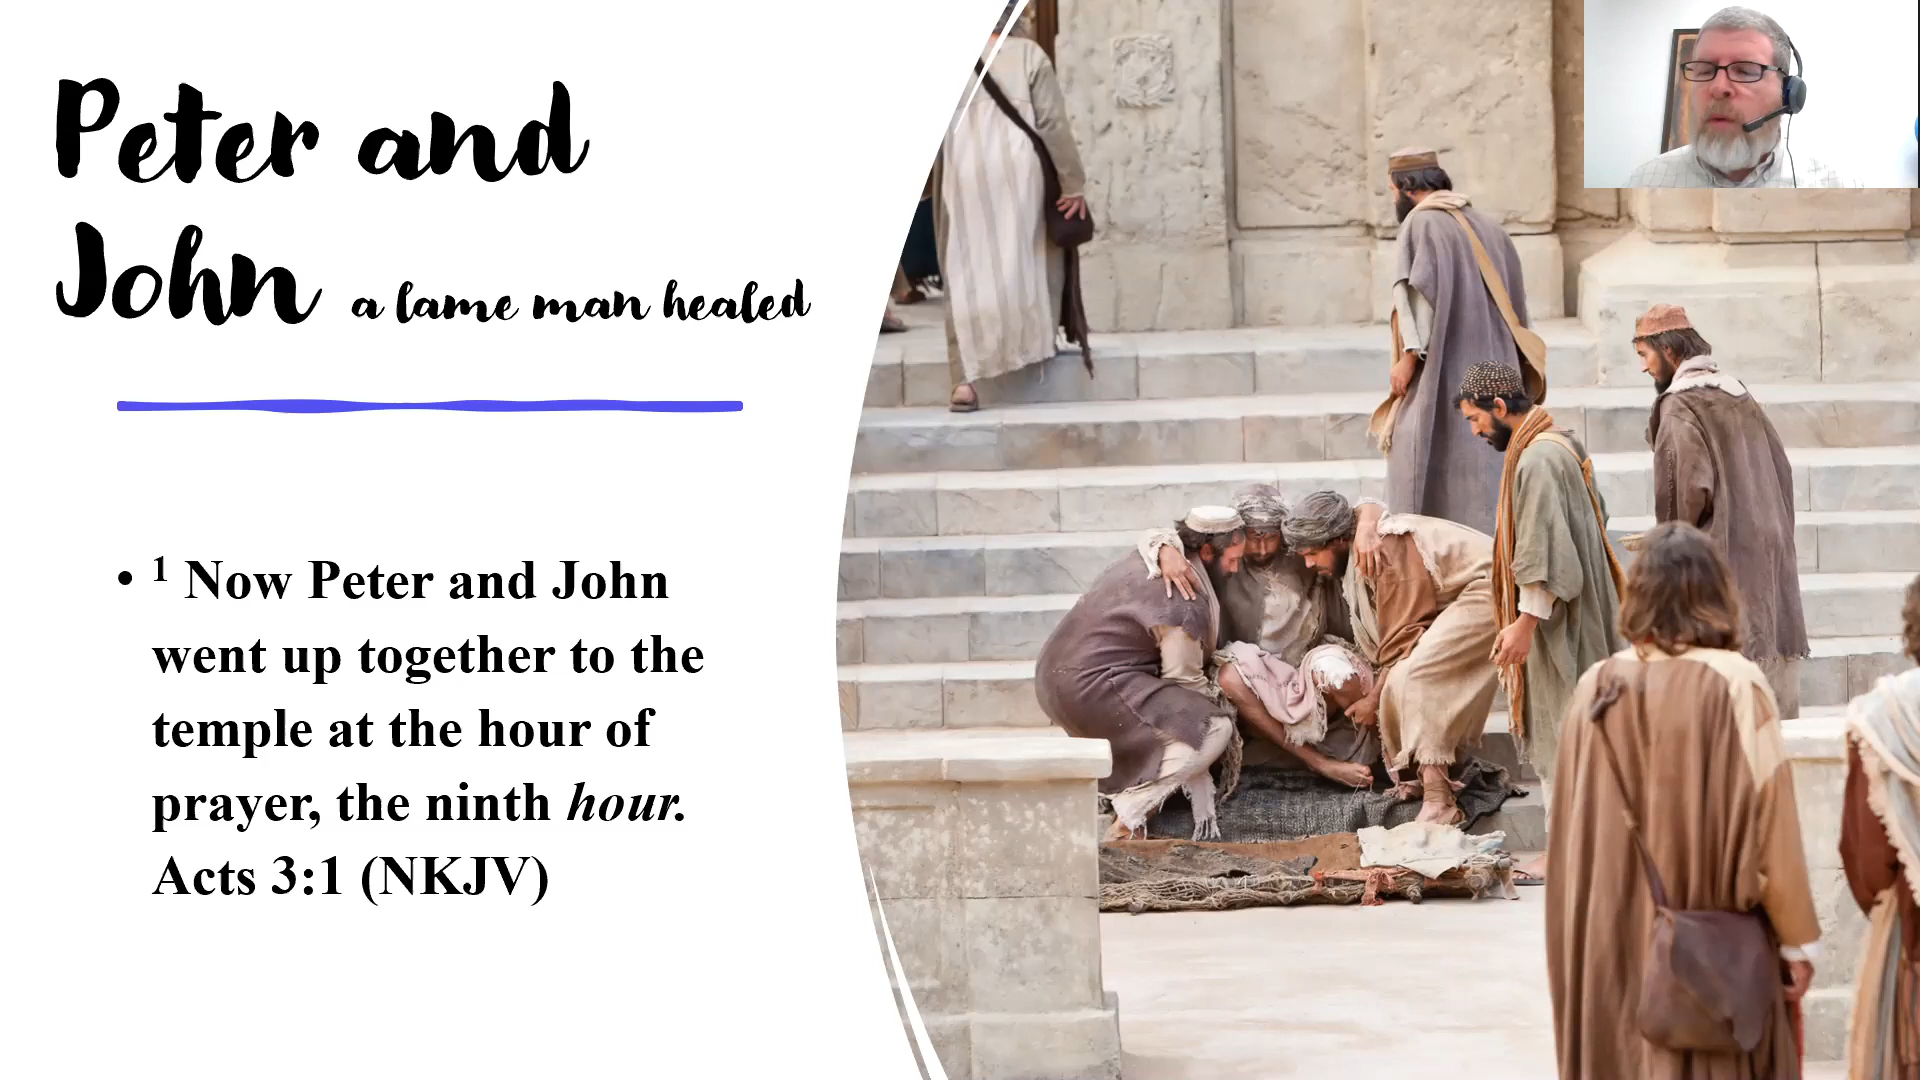 Peter and
John a lame man healed
• ¹ Now Peter and John
went up together to the
temple at the hour of
prayer, the ninth hour.
Acts 3:1 (NKJV)